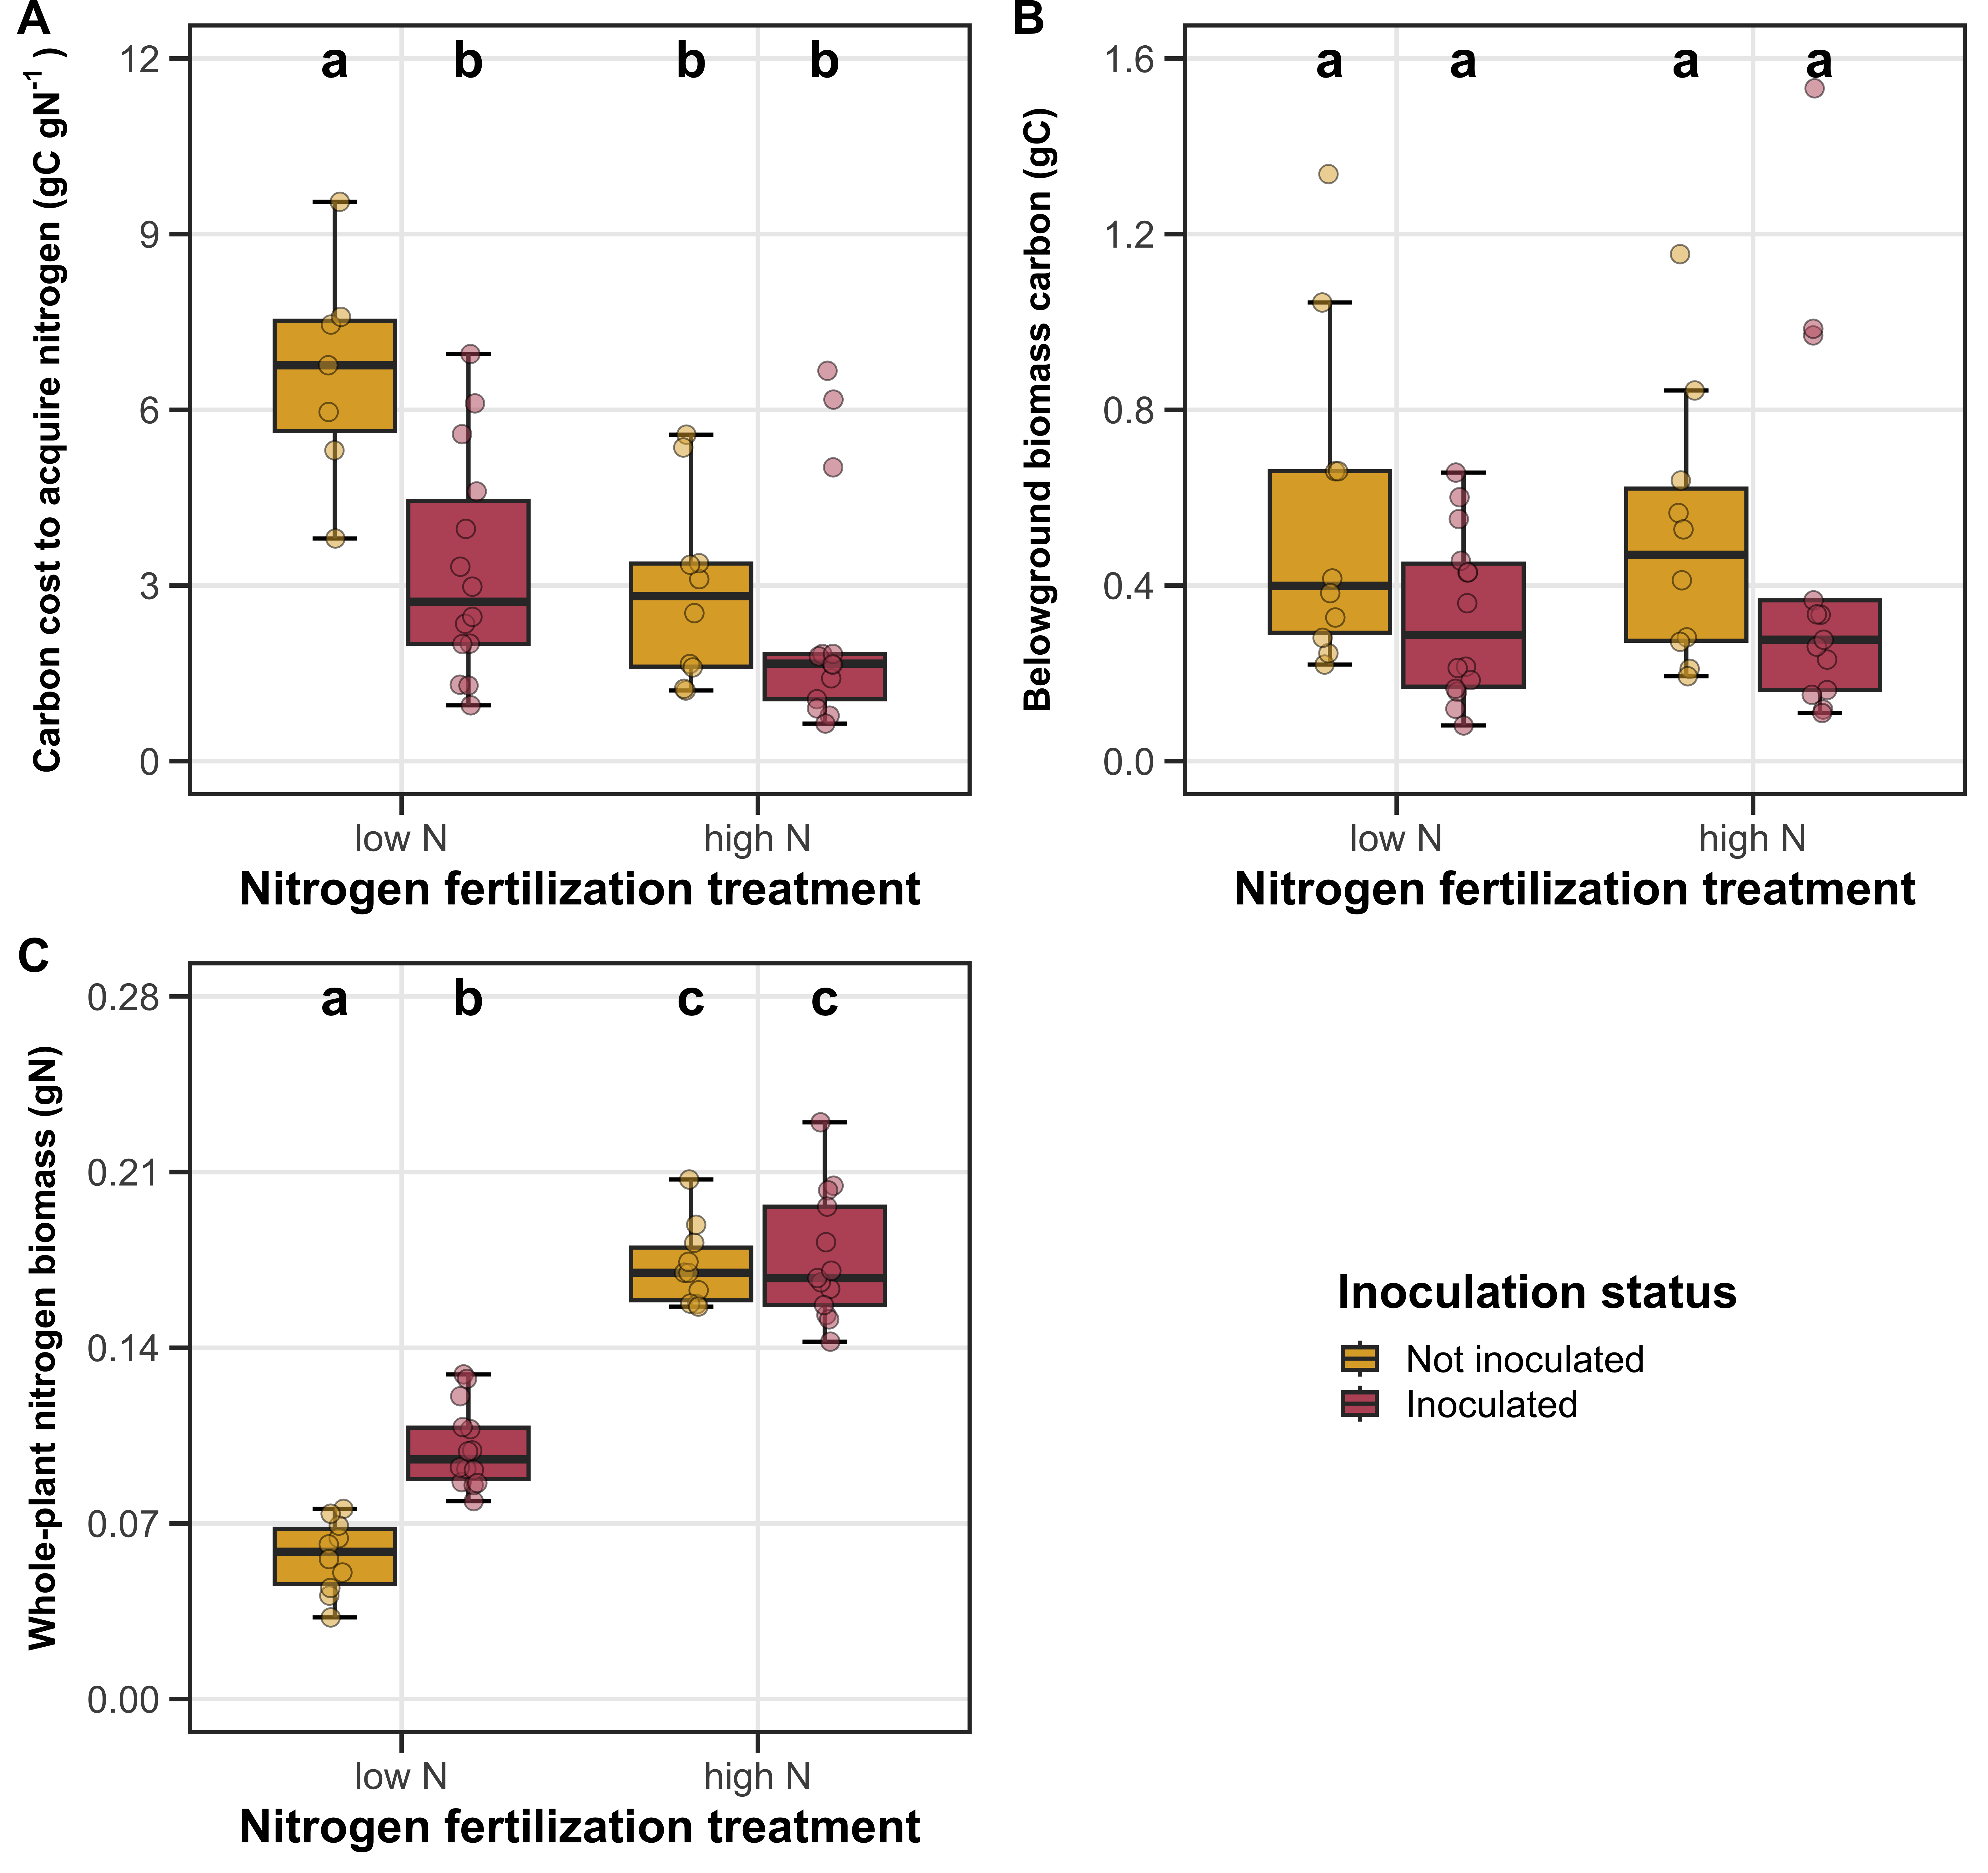 A
Carbon cost to acquire nitrogen (gC gN⁻¹ )
12
9
6
3
0
a b b b
low N high N
Nitrogen fertilization treatment
B
Belowground biomass carbon (gC)
1.6
1.2
0.8
0.4
0.0
a a a a
low N high N
Nitrogen fertilization treatment
C
Whole-plant nitrogen biomass (gN)
0.28
0.21
0.14
0.07
0.00
a b c c
low N high N
Nitrogen fertilization treatment
Inoculation status
Not inoculated
Inoculated